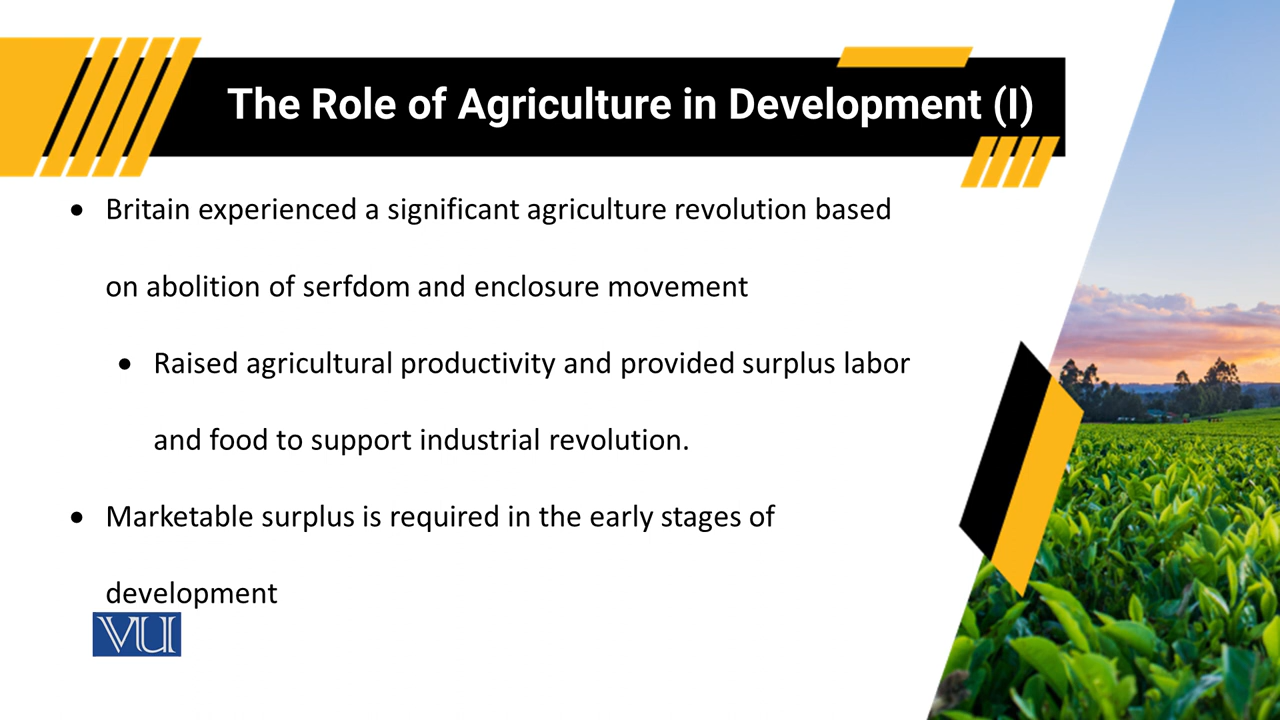 The Role of Agriculture in Development (I)
• Britain experienced a significant agriculture revolution based
on abolition of serfdom and enclosure movement
• Raised agricultural productivity and provided surplus labor
and food to support industrial revolution.
• Marketable surplus is required in the early stages of
development
VU